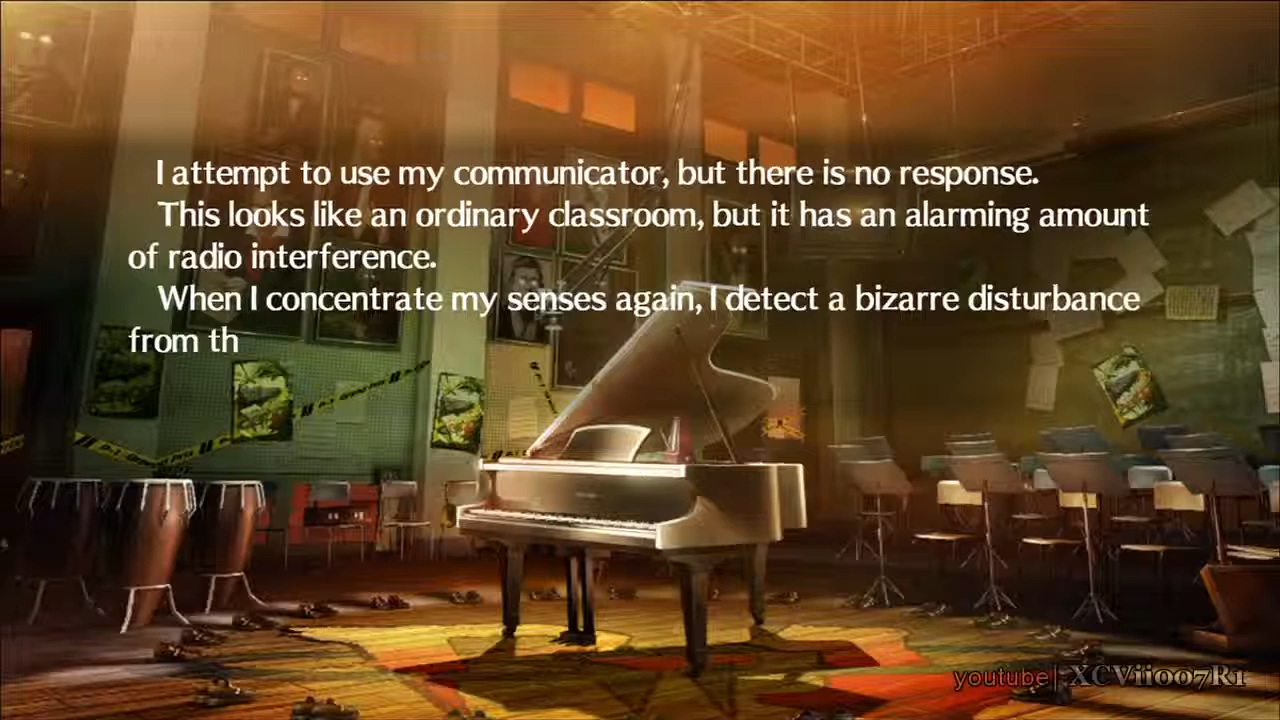 I attempt to use my communicator, but there is no response.
This looks like an ordinary classroom, but it has an alarming amount
of radio interference.
When I concentrate my senses again, I detect a bizarre disturbance
from th
youtube| XCViii007R1